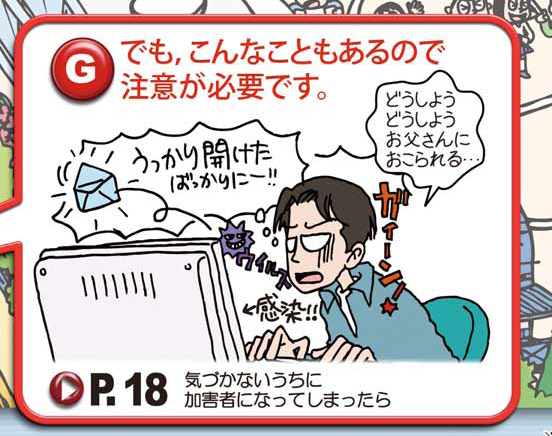 G
でも,こんなこともあるので
注意が必要です。
どうしよう
どうしよう
お父さんに
おこられる…
うっかり開けた
ばっかりにー!!
ガイーン!
ウイルス
←感染!!
P.18
気づかないうちに
加害者になってしまったら